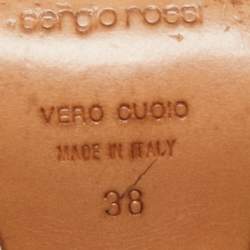 sergio rossi
VERO CUOIO
MADE IN ITALY
38